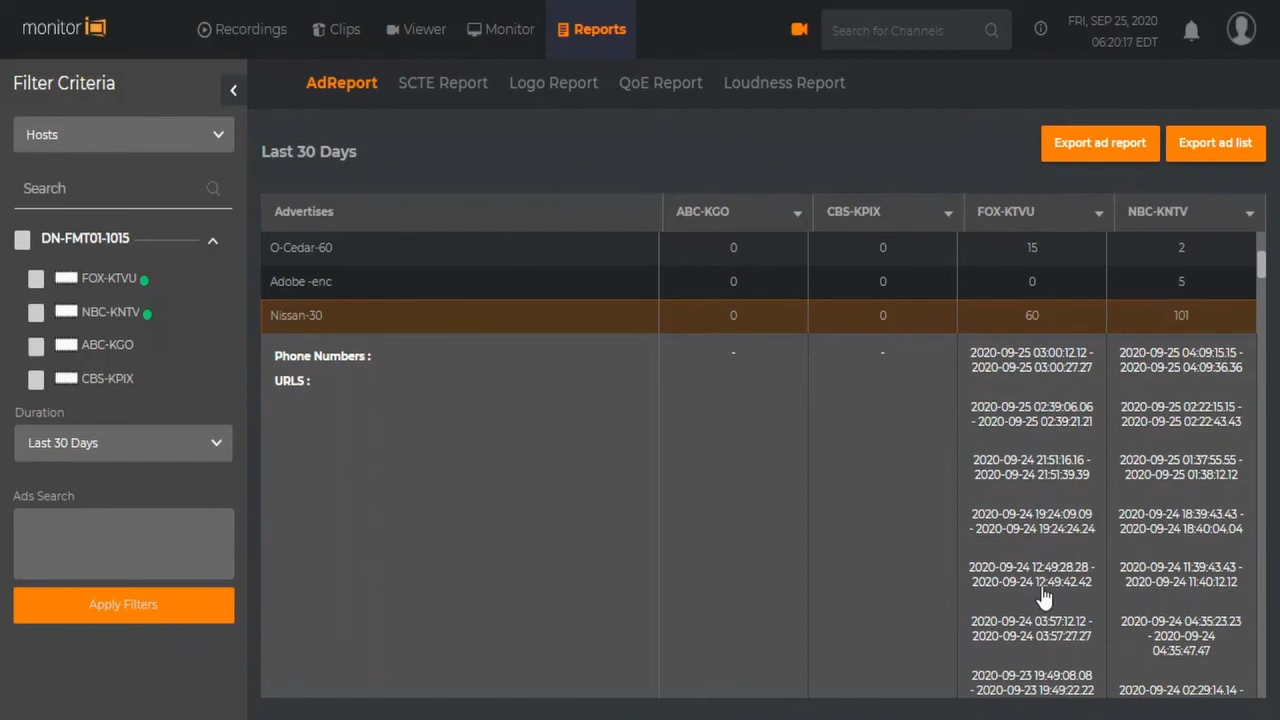 monitor iQ
Recordings
Clips
Viewer
Monitor
Reports
Search for Channels
FRI, SEP 25, 2020
06:20:17 EDT
Filter Criteria
Hosts
Search
DN-FMT01-1015
FOX-KTVU
NBC-KNTV
ABC-KGO
CBS-KPIX
Duration
Last 30 Days
Ads Search
Apply Filters
AdReport
SCTE Report
Logo Report
QoE Report
Loudness Report
Last 30 Days
Export ad report
Export ad list
Advertises ABC-KGO CBS-KPIX FOX-KTVU NBC-KNTV
O-Cedar-60 0 0 15 2
Adobe -enc 0 0 0 5
Nissan-30 0 0 60 101
Phone Numbers :
URLS :
-
-
2020-09-25 03:00:12.12 -
2020-09-25 03:00:27.27
2020-09-25 02:39:06.06
- 2020-09-25 02:39:21.21
2020-09-24 21:51:16.16 -
2020-09-24 21:51:39.39
2020-09-24 19:24:09.09
- 2020-09-24 19:24:24.24
2020-09-24 12:49:28.28 -
2020-09-24 12:49:42.42
2020-09-24 03:57:12.12 -
2020-09-24 03:57:27.27
2020-09-23 19:49:08.08
- 2020-09-23 19:49:22.22
2020-09-25 04:09:15.15 -
2020-09-25 04:09:36.36
2020-09-25 02:22:15.15 -
2020-09-25 02:22:43.43
2020-09-25 01:37:55.55 -
2020-09-25 01:38:12.12
2020-09-24 18:39:43.43 -
2020-09-24 18:40:04.04
2020-09-24 11:39:43.43 -
2020-09-24 11:40:12.12
2020-09-24 04:35:23.23
- 2020-09-24
04:35:47.47
2020-09-24 02:29:14.14 -